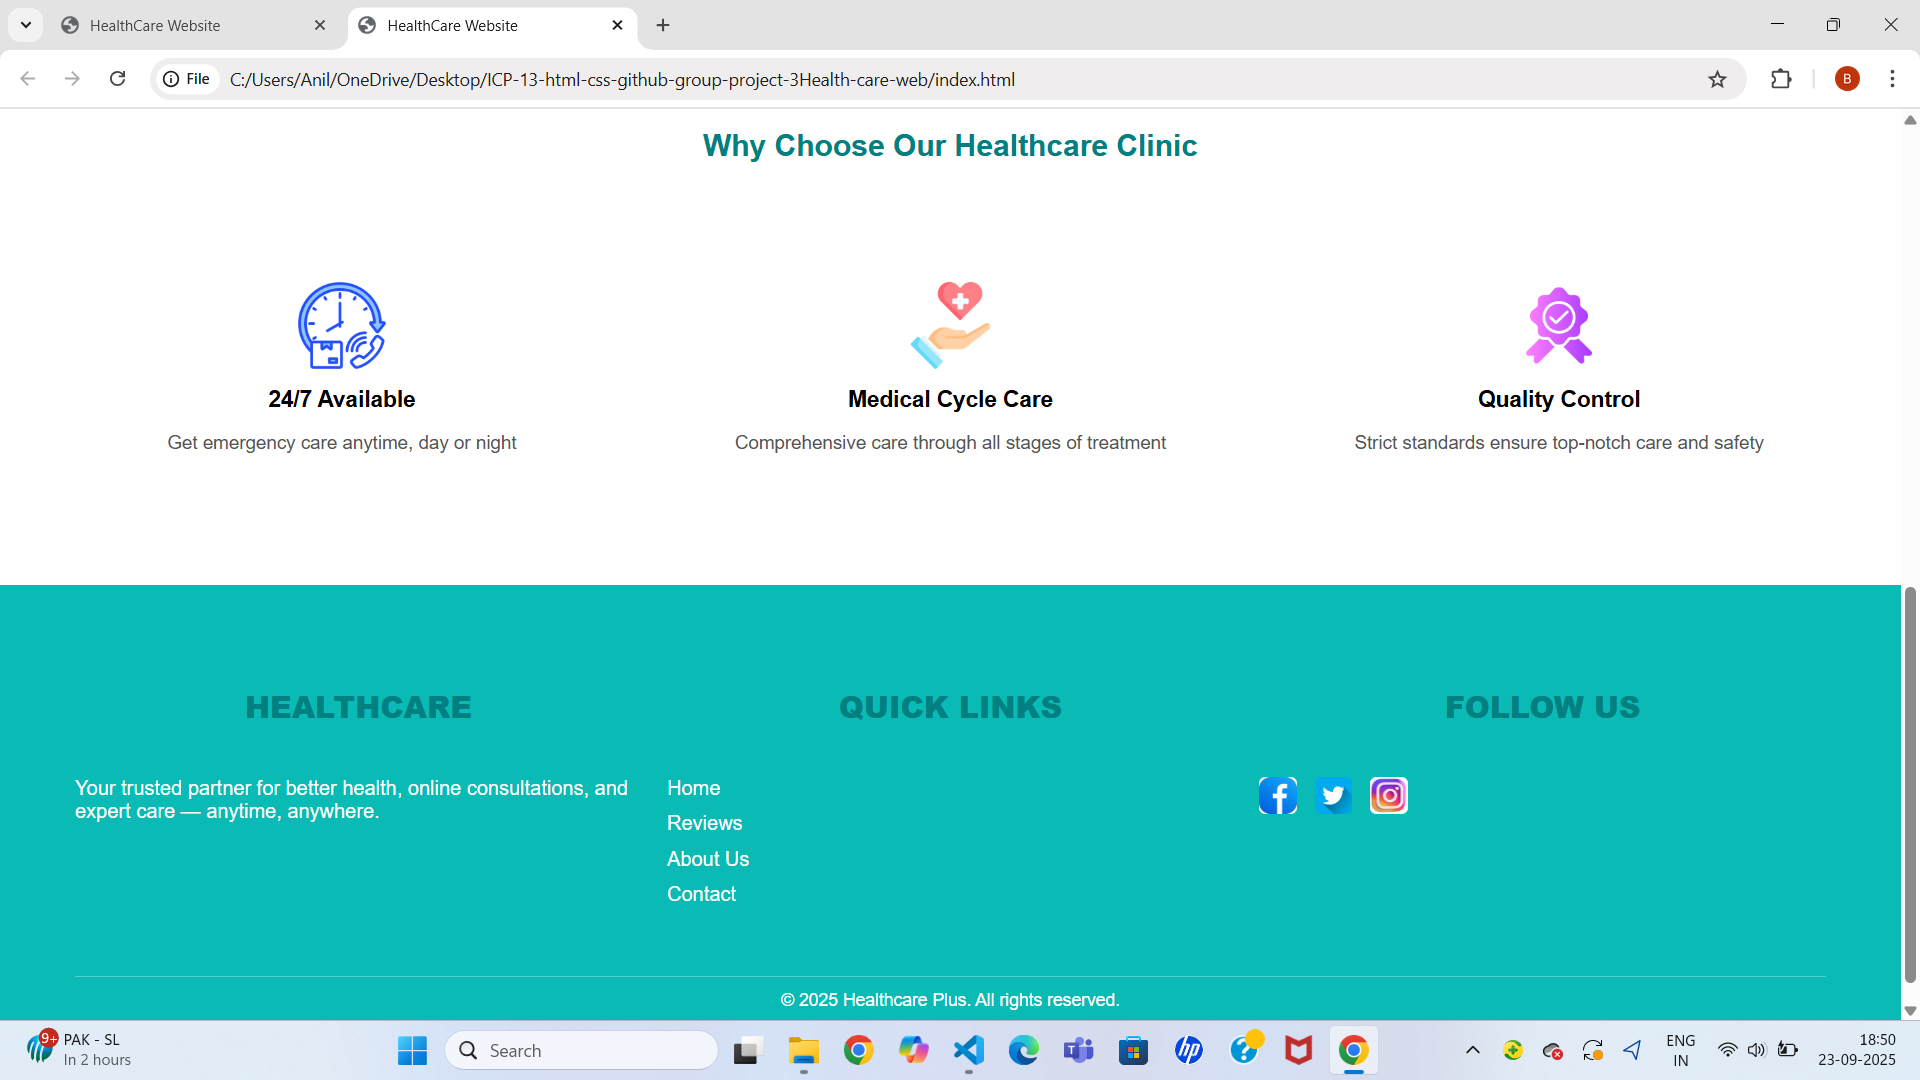 HealthCare Website
HealthCare Website
File
C:/Users/Anil/OneDrive/Desktop/ICP-13-html-css-github-group-project-3Health-care-web/index.html
B
Why Choose Our Healthcare Clinic
24/7 Available
Medical Cycle Care
Quality Control
Get emergency care anytime, day or night
Comprehensive care through all stages of treatment
Strict standards ensure top-notch care and safety
HEALTHCARE
QUICK LINKS
FOLLOW US
Your trusted partner for better health, online consultations, and
expert care — anytime, anywhere.
Home
Reviews
About Us
Contact
© 2025 Healthcare Plus. All rights reserved.
9+
PAK - SL
In 2 hours
Search
hp
ENG
IN
18:50
23-09-2025